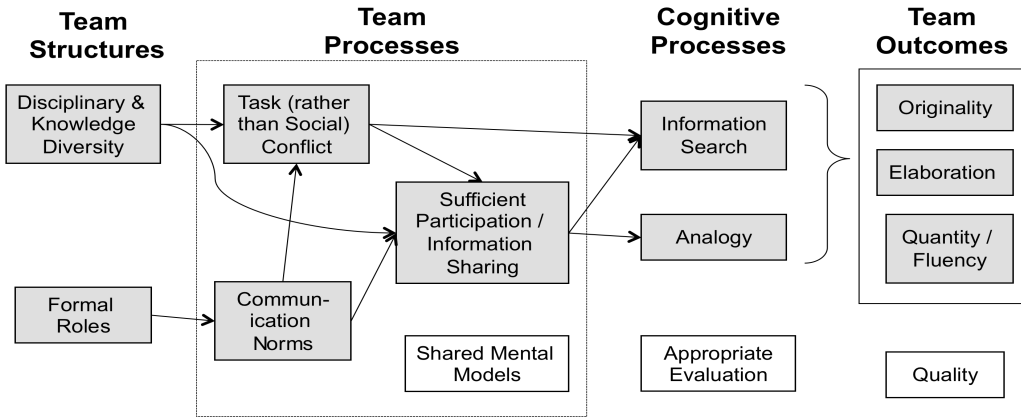 Team
Structures
Team
Processes
Cognitive
Processes
Team
Outcomes
Disciplinary &
Knowledge
Diversity
Task (rather
than Social)
Conflict
Information
Search
Originality
Elaboration
Sufficient
Participation /
Information
Sharing
Analogy
Quantity /
Fluency
Formal
Roles
Commun-
ication
Norms
Shared Mental
Models
Appropriate
Evaluation
Quality